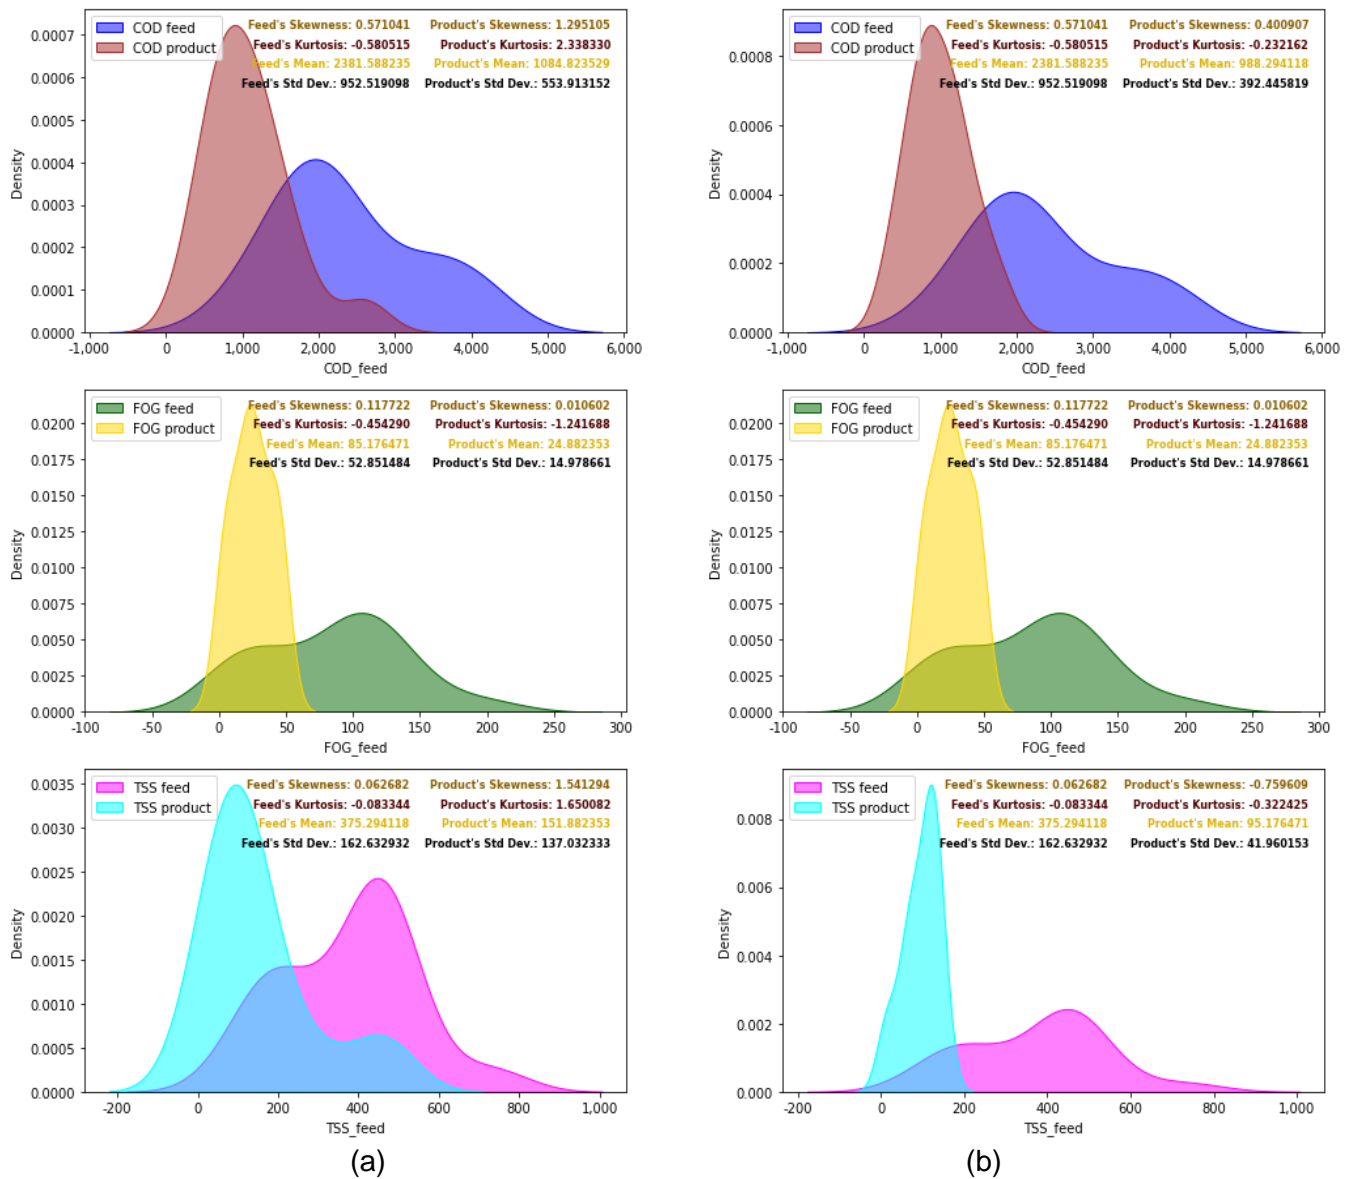 COD feed
COD product
Feed's Skewness: 0.571041 Product's Skewness: 1.295105
Feed's Kurtosis: -0.580515 Product's Kurtosis: 2.338330
Feed's Mean: 2381.588235 Product's Mean: 1084.823529
Feed's Std Dev.: 952.519098 Product's Std Dev.: 553.913152
0.0007
0.0006
0.0005
0.0004
0.0003
0.0002
0.0001
0.0000
Density
-1,000 0 1,000 2,000 3,000 4,000 5,000 6,000
COD_feed
COD feed
COD product
Feed's Skewness: 0.571041 Product's Skewness: 0.400907
Feed's Kurtosis: -0.580515 Product's Kurtosis: -0.232162
Feed's Mean: 2381.588235 Product's Mean: 988.294118
Feed's Std Dev.: 952.519098 Product's Std Dev.: 392.445819
0.0008
0.0006
0.0004
0.0002
0.0000
Density
-1,000 0 1,000 2,000 3,000 4,000 5,000 6,000
COD_feed
FOG feed
FOG product
Feed's Skewness: 0.117722 Product's Skewness: 0.010602
Feed's Kurtosis: -0.454290 Product's Kurtosis: -1.241688
Feed's Mean: 85.176471 Product's Mean: 24.882353
Feed's Std Dev.: 52.851484 Product's Std Dev.: 14.978661
0.0200
0.0175
0.0150
0.0125
0.0100
0.0075
0.0050
0.0025
0.0000
Density
-100 -50 0 50 100 150 200 250 300
FOG_feed
FOG feed
FOG product
Feed's Skewness: 0.117722 Product's Skewness: 0.010602
Feed's Kurtosis: -0.454290 Product's Kurtosis: -1.241688
Feed's Mean: 85.176471 Product's Mean: 24.882353
Feed's Std Dev.: 52.851484 Product's Std Dev.: 14.978661
0.0200
0.0175
0.0150
0.0125
0.0100
0.0075
0.0050
0.0025
0.0000
Density
-100 -50 0 50 100 150 200 250 300
FOG_feed
TSS feed
TSS product
Feed's Skewness: 0.062682 Product's Skewness: 1.541294
Feed's Kurtosis: -0.083344 Product's Kurtosis: 1.650082
Feed's Mean: 375.294118 Product's Mean: 151.882353
Feed's Std Dev.: 162.632932 Product's Std Dev.: 137.032333
0.0035
0.0030
0.0025
0.0020
0.0015
0.0010
0.0005
0.0000
Density
-200 0 200 400 600 800 1,000
TSS_feed
TSS feed
TSS product
Feed's Skewness: 0.062682 Product's Skewness: -0.759609
Feed's Kurtosis: -0.083344 Product's Kurtosis: -0.322425
Feed's Mean: 375.294118 Product's Mean: 95.176471
Feed's Std Dev.: 162.632932 Product's Std Dev.: 41.960153
0.008
0.006
0.004
0.002
0.000
Density
-200 0 200 400 600 800 1,000
TSS_feed
(a) (b)